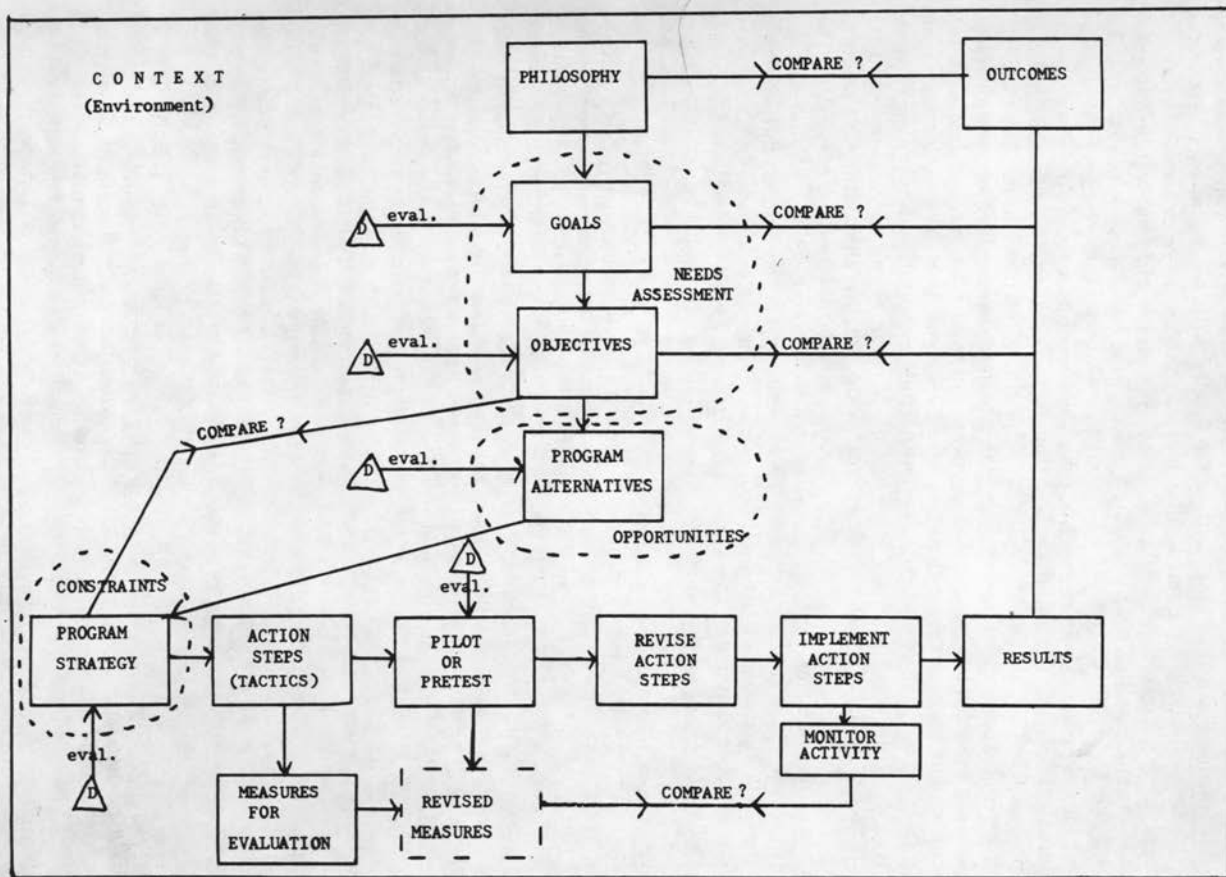 CONTEXT
(Environment)
PHILOSOPHY
COMPARE ?
OUTCOMES
D
eval.
GOALS
COMPARE ?
NEEDS
ASSESSMENT
D
eval.
OBJECTIVES
COMPARE ?
COMPARE ?
D
eval.
PROGRAM
ALTERNATIVES
OPPORTUNITIES
D
eval.
CONSTRAINTS
PROGRAM
STRATEGY
ACTION
STEPS
(TACTICS)
PILOT
OR
PRETEST
REVISE
ACTION
STEPS
IMPLEMENT
ACTION
STEPS
RESULTS
MONITOR
ACTIVITY
eval.
D
MEASURES
FOR
EVALUATION
REVISED
MEASURES
COMPARE ?